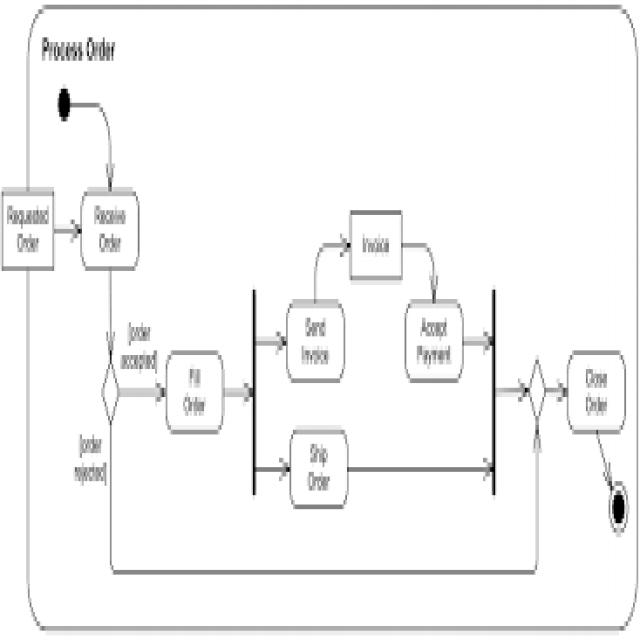 Process Order
Requested
Order
Receive
Order
Invoice
[order
accepted]
Send
Invoice
Accept
Payment
Fill
Order
Close
Order
[order
rejected]
Ship
Order